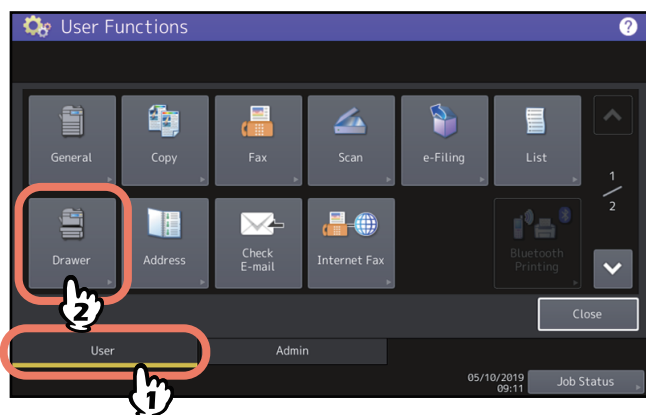 User Functions
?
General
Copy
Fax
Scan
e-Filing
List
1
2
Drawer
Address
Check
E-mail
Internet Fax
Bluetooth
Printing
2
Close
User
Admin
1
05/10/2019
09:11
Job Status